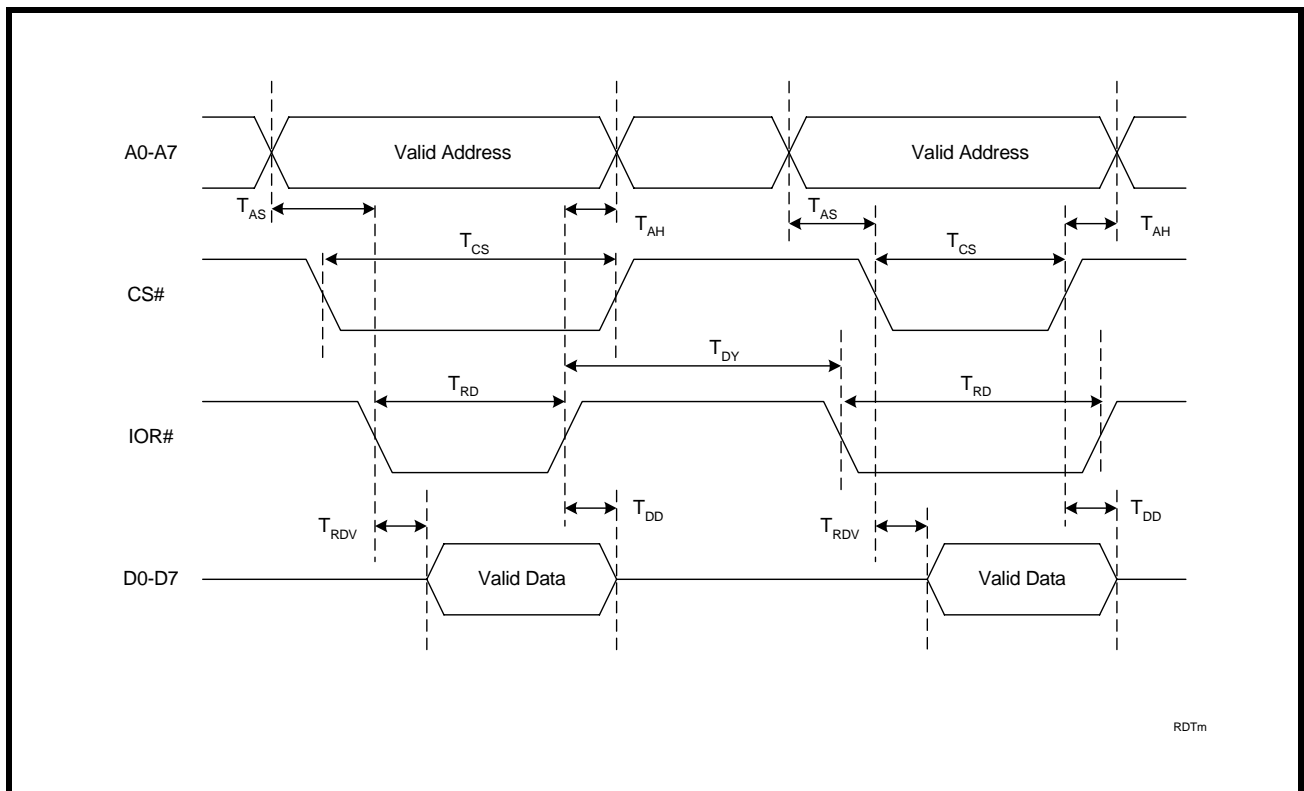 A0-A7
Valid Address
Valid Address
TAS
TAH
TAS
TAH
TCS
TCS
CS#
TDY
TRD
TRD
IOR#
TRDV
TDD
TRDV
TDD
D0-D7
Valid Data
Valid Data
RDTm